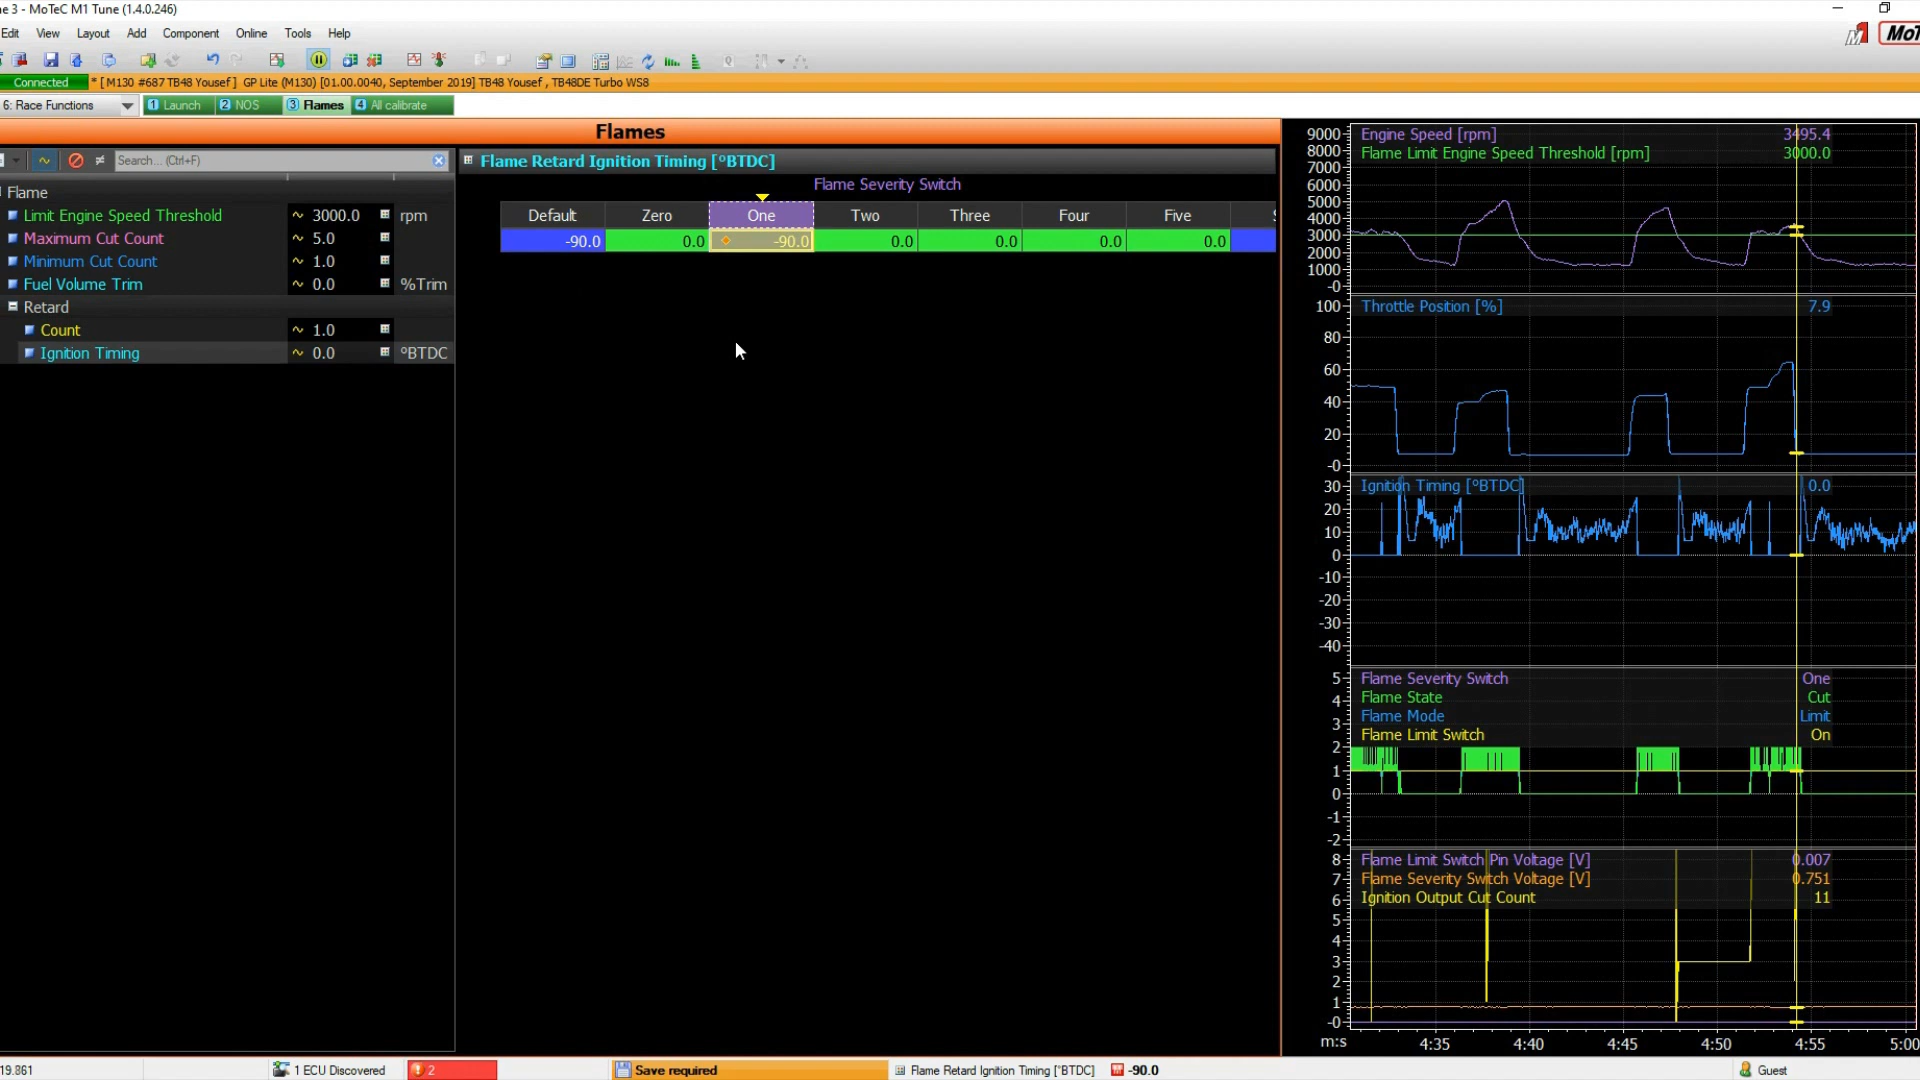 ne 3 - MoTeC M1 Tune (1.4.0.246)
Edit View Layout Add Component Online Tools Help
Connected * [ M130 #687 TB48 Yousef ] GP Lite (M130) [01.00.0040, September 2019] TB48 Yousef , TB48DE Turbo WS8
6: Race Functions 1 Launch 2 NOS 3 Flames 4 All calibrate
Flames
Search... (Ctrl+F)
Flame
Limit Engine Speed Threshold 3000.0 rpm
Maximum Cut Count 5.0
Minimum Cut Count 1.0
Fuel Volume Trim 0.0 %Trim
Retard
Count 1.0
Ignition Timing 0.0 ºBTDC
Flame Retard Ignition Timing [ºBTDC]
Flame Severity Switch
Default Zero One Two Three Four Five S
-90.0 0.0 -90.0 0.0 0.0 0.0 0.0
Engine Speed [rpm] 3495.4
Flame Limit Engine Speed Threshold [rpm] 3000.0
9000
8000
7000
6000
5000
4000
3000
2000
1000
-0
Throttle Position [%] 7.9
100
80
60
40
20
-0
Ignition Timing [ºBTDC] 0.0
30
20
10
0
-10
-20
-30
-40
Flame Severity Switch One
Flame State Cut
Flame Mode Limit
Flame Limit Switch On
5
4
3
2
1
0
-1
-2
Flame Limit Switch Pin Voltage [V] 0.007
Flame Severity Switch Voltage [V] 0.751
Ignition Output Cut Count 11
8
7
6
5
4
3
2
1
-0
m:s 4:35 4:40 4:45 4:50 4:55 5:00
19.861 1 ECU Discovered 2 Save required Flame Retard Ignition Timing [°BTDC] -90.0 Guest